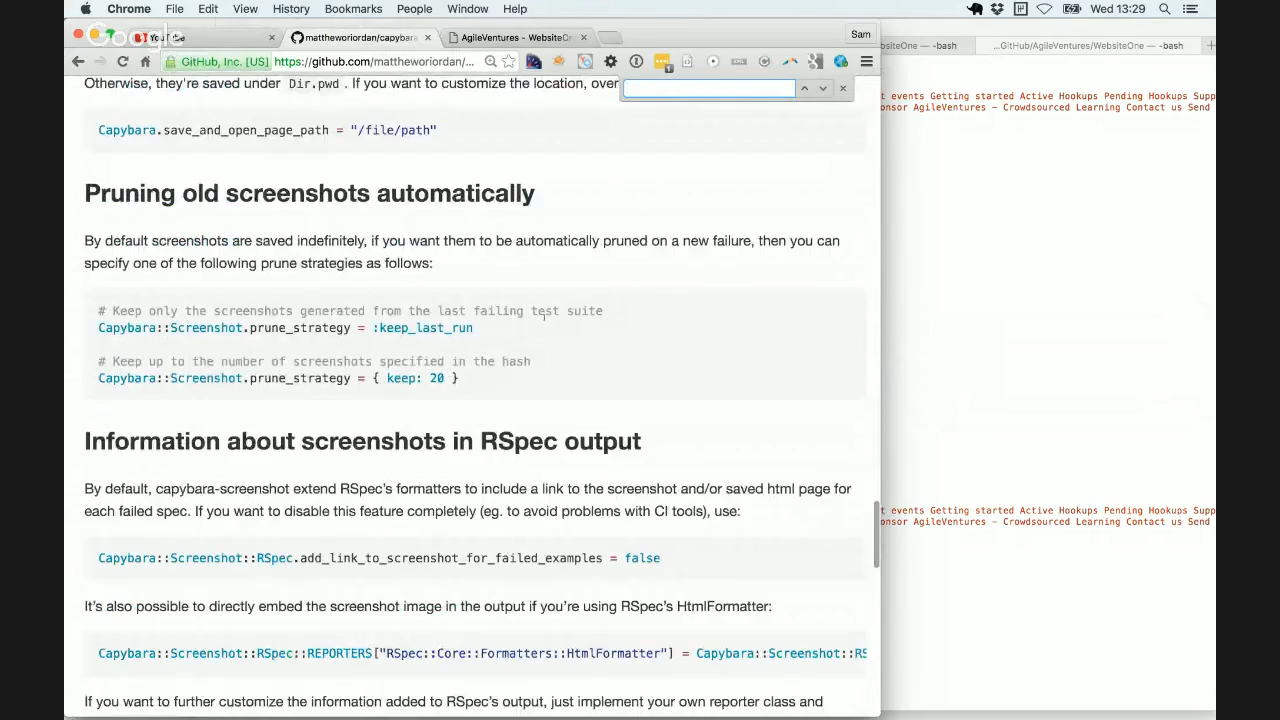 Chrome File Edit View History Bookmarks People Window Help Wed 13:29
YouTube mattheworiordan/capybara AgileVentures - WebsiteOne Sam -bash ...GitHub/AgileVentures/WebsiteOne — -bash
Google
GitHub, Inc. [US] https://github.com/mattheworiordan/...
Otherwise, they're saved under Dir.pwd . If you want to customize the location, over
t events Getting started Active Hookups Pending Hookups Supp
nsor AgileVentures - Crowdsourced Learning Contact us Send
Capybara.save_and_open_page_path = "/file/path"
Pruning old screenshots automatically
By default screenshots are saved indefinitely, if you want them to be automatically pruned on a new failure, then you can
specify one of the following prune strategies as follows:
# Keep only the screenshots generated from the last failing test suite
Capybara::Screenshot.prune_strategy = :keep_last_run
# Keep up to the number of screenshots specified in the hash
Capybara::Screenshot.prune_strategy = { keep: 20 }
Information about screenshots in RSpec output
By default, capybara-screenshot extend RSpec's formatters to include a link to the screenshot and/or saved html page for
each failed spec. If you want to disable this feature completely (eg. to avoid problems with CI tools), use:
t events Getting started Active Hookups Pending Hookups Supp
nsor AgileVentures - Crowdsourced Learning Contact us Send
Capybara::Screenshot::RSpec.add_link_to_screenshot_for_failed_examples = false
It's also possible to directly embed the screenshot image in the output if you're using RSpec's HtmlFormatter:
Capybara::Screenshot::RSpec::REPORTERS["RSpec::Core::Formatters::HtmlFormatter"] = Capybara::Screenshot::RS
If you want to further customize the information added to RSpec's output, just implement your own reporter class and